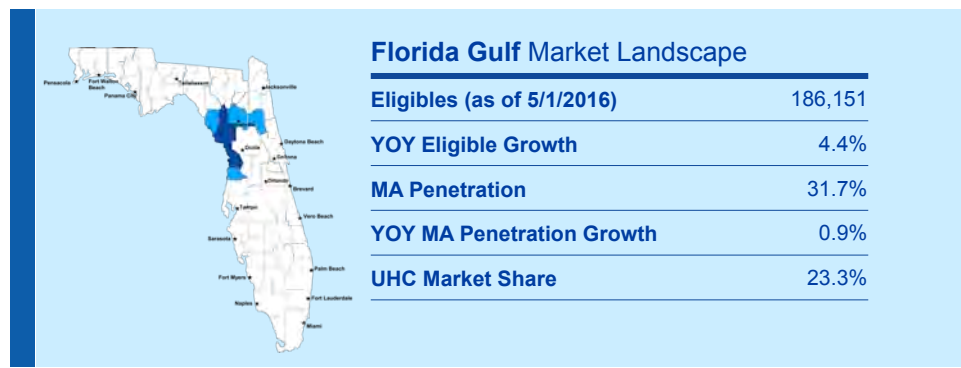 Florida Gulf Market Landscape
Eligibles (as of 5/1/2016) 186,151
YOY Eligible Growth 4.4%
MA Penetration 31.7%
YOY MA Penetration Growth 0.9%
UHC Market Share 23.3%
Pensacola
Fort Walton
Beach
Panama City
Tallahassee
Jacksonville
Daytona Beach
Ocala
Deltona
Orlando
Brevard
Tampa
Vero Beach
Sarasota
Palm Beach
Fort Myers
Fort Lauderdale
Naples
Miami